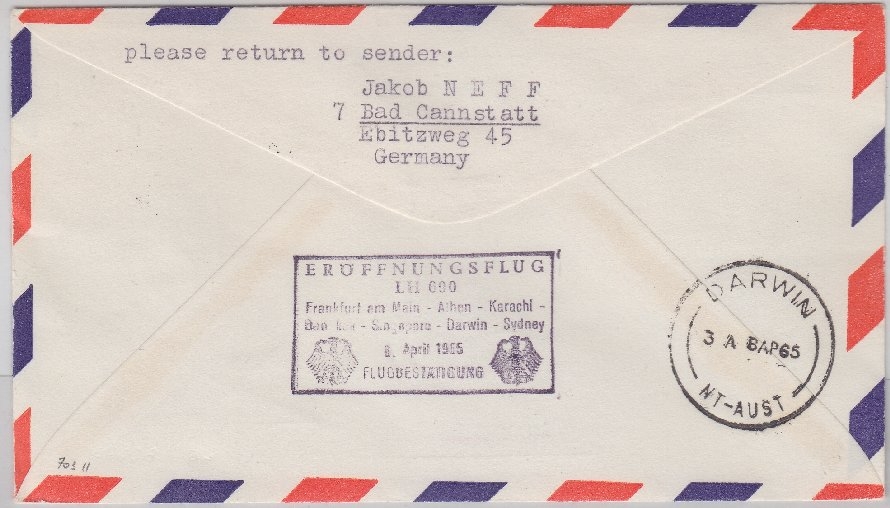 please return to sender:
Jakob N E F F
7 Bad Cannstatt
Ebitzweg 45
Germany
ERÖFFNUNGSFLUG
LH 690
Frankfurt am Main - Athen - Karachi -
Bangkok - Singapore - Darwin - Sydney
April 1965
FLUGBESTÄTIGUNG
DARWIN
3 A 8AP65
NT-AUST